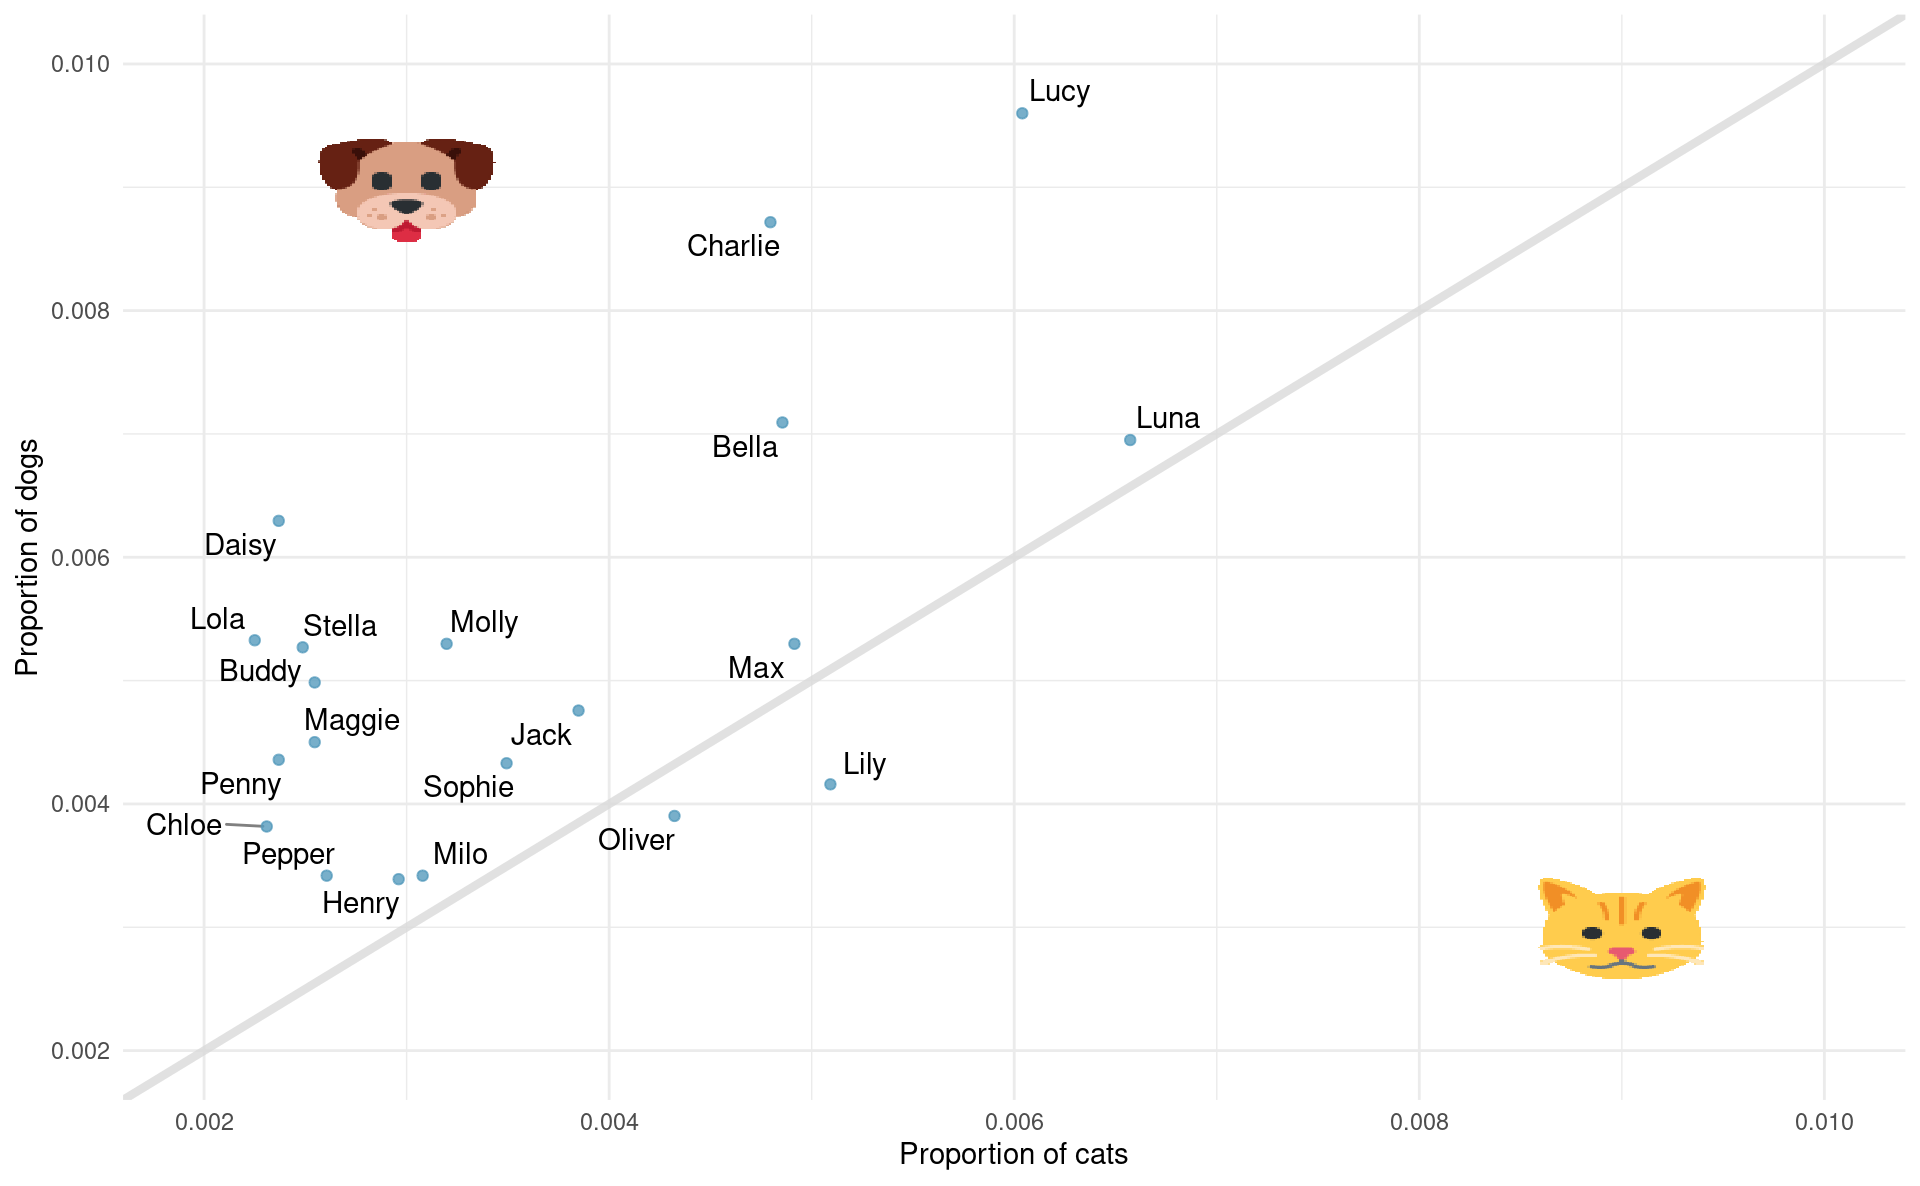 0.010
0.008
0.006
0.004
0.002
Proportion of dogs
Lucy
Charlie
Luna
Bella
Daisy
Lola
Stella
Molly
Buddy
Max
Maggie
Jack
Lily
Penny
Sophie
Chloe
Oliver
Pepper
Milo
Henry
0.002
0.004
0.006
0.008
0.010
Proportion of cats